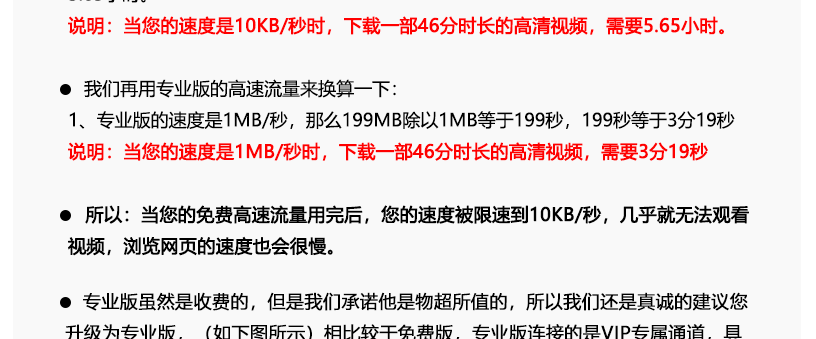 说明：当您的速度是10KB/秒时，下载一部46分时长的高清视频，需要5.65小时。
● 我们再用专业版的高速流量来换算一下：
1、专业版的速度是1MB/秒，那么199MB除以1MB等于199秒，199秒等于3分19秒
说明：当您的速度是1MB/秒时，下载一部46分时长的高清视频，需要3分19秒
● 所以：当您的免费高速流量用完后，您的速度被限速到10KB/秒，几乎就无法观看
视频，浏览网页的速度也会很慢。
● 专业版虽然是收费的，但是我们承诺他是物超所值的，所以我们还是真诚的建议您
升级为专业版，（如下图所示）相比较于免费版，专业版连接的是VIP专属通道，具